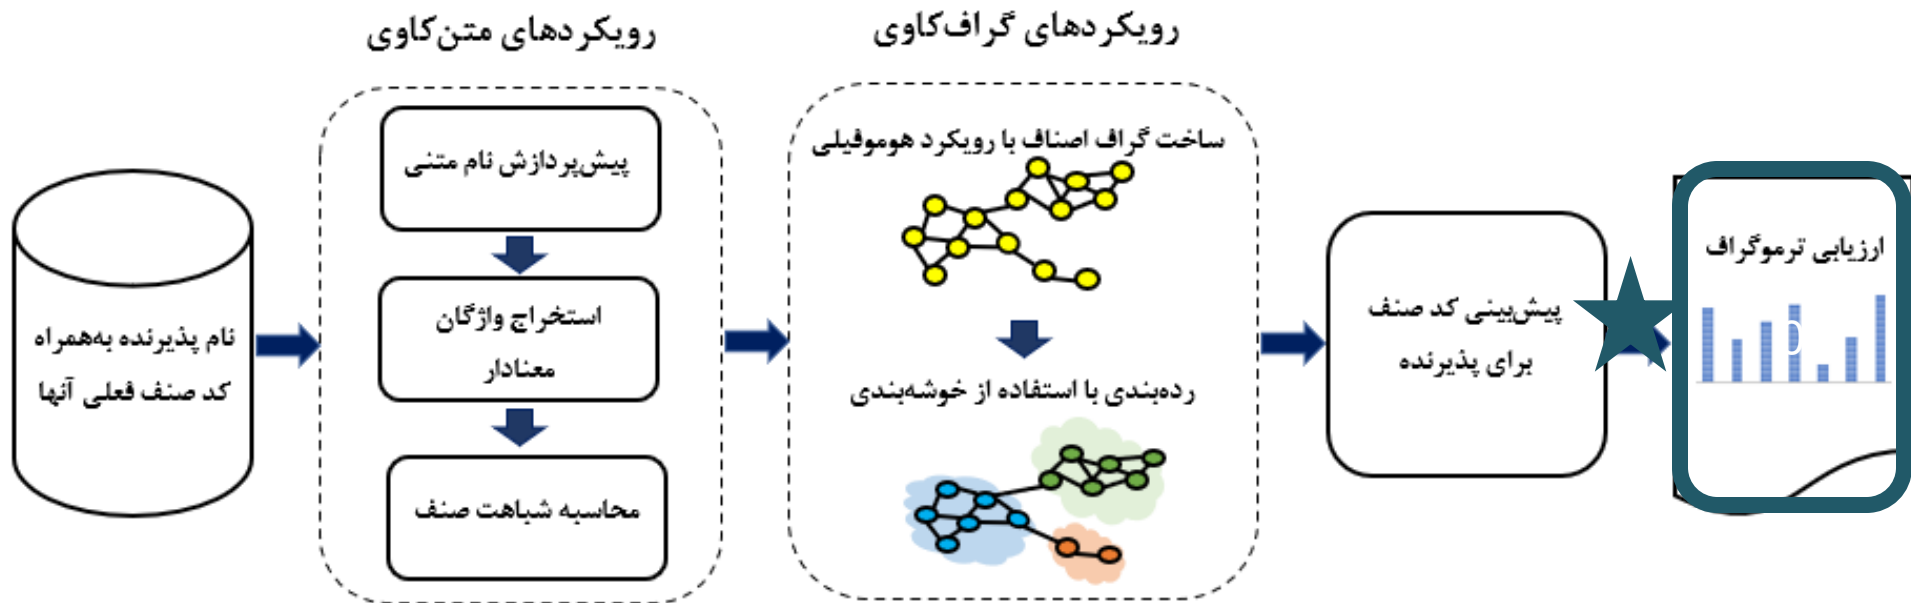 رویکردهای متن‌کاوی
رویکردهای گراف‌کاوی
نام پذیرنده به‌همراه
کد صنف فعلی آنها
پیش‌پردازش نام متنی
استخراج واژگان
معنادار
محاسبه شباهت صنف
ساخت گراف اصناف با رویکرد هوموفیلی
رده‌بندی با استفاده از خوشه‌بندی
پیش‌بینی کد صنف
برای پذیرنده
ارزیابی ترموگراف